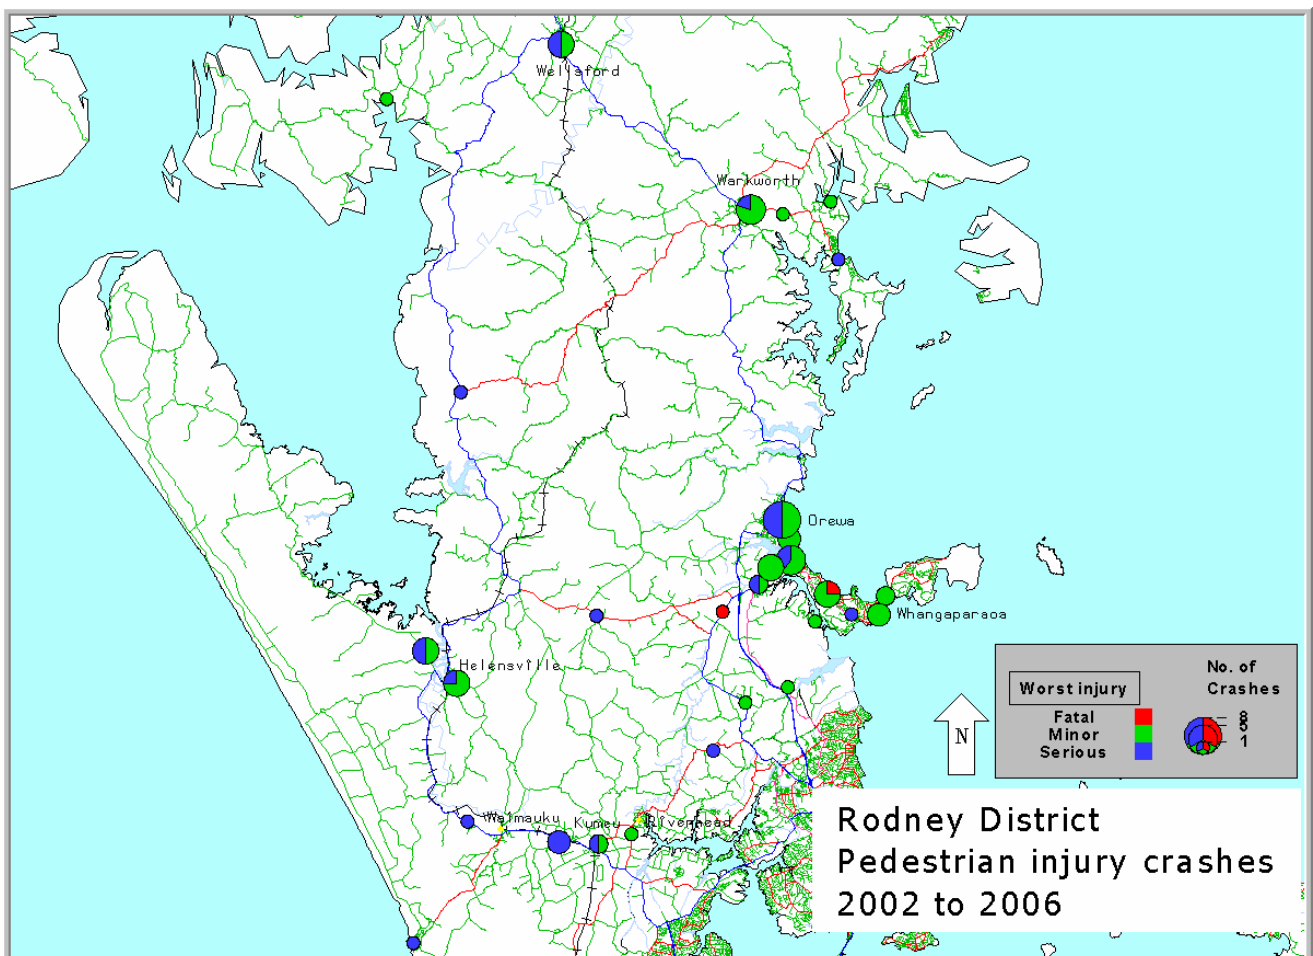 Wellsford
Warkworth
Orewa
Whangaparaoa
Helensville
Waimauku
Kumeu
Riverhead
N
No. of
Crashes
Worst injury
Fatal
Minor
Serious
8
5
1
Rodney District
Pedestrian injury crashes
2002 to 2006